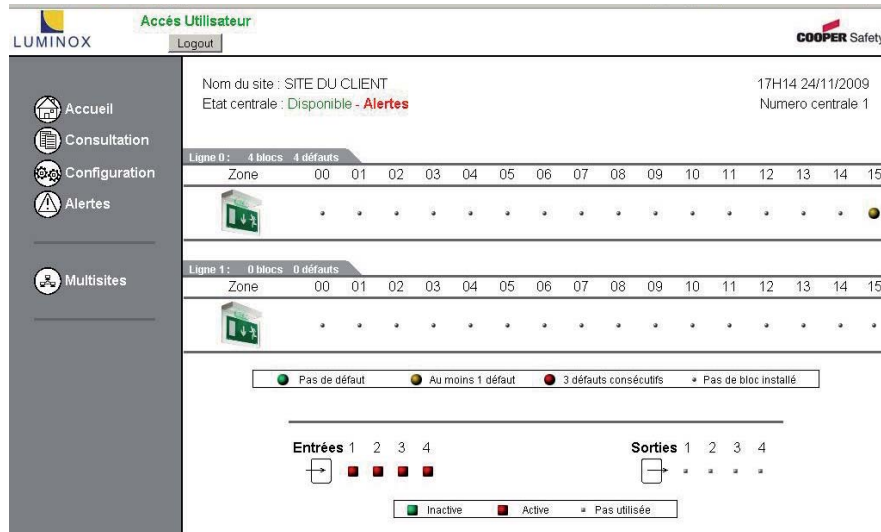 LUMINOX
Accés Utilisateur
Logout
COOPER Safety
Accueil
Consultation
Configuration
Alertes
Multisites
Nom du site : SITE DU CLIENT
17H14 24/11/2009
Etat centrale : Disponible - Alertes
Numero centrale 1
Ligne 0 : 4 blocs 4 défauts
Zone 00 01 02 03 04 05 06 07 08 09 10 11 12 13 14 15
Ligne 1 : 0 blocs 0 défauts
Zone 00 01 02 03 04 05 06 07 08 09 10 11 12 13 14 15
Pas de défaut Au moins 1 défaut 3 défauts consécutifs Pas de bloc installé
Entrées 1 2 3 4
Sorties 1 2 3 4
Inactive Active Pas utilisée